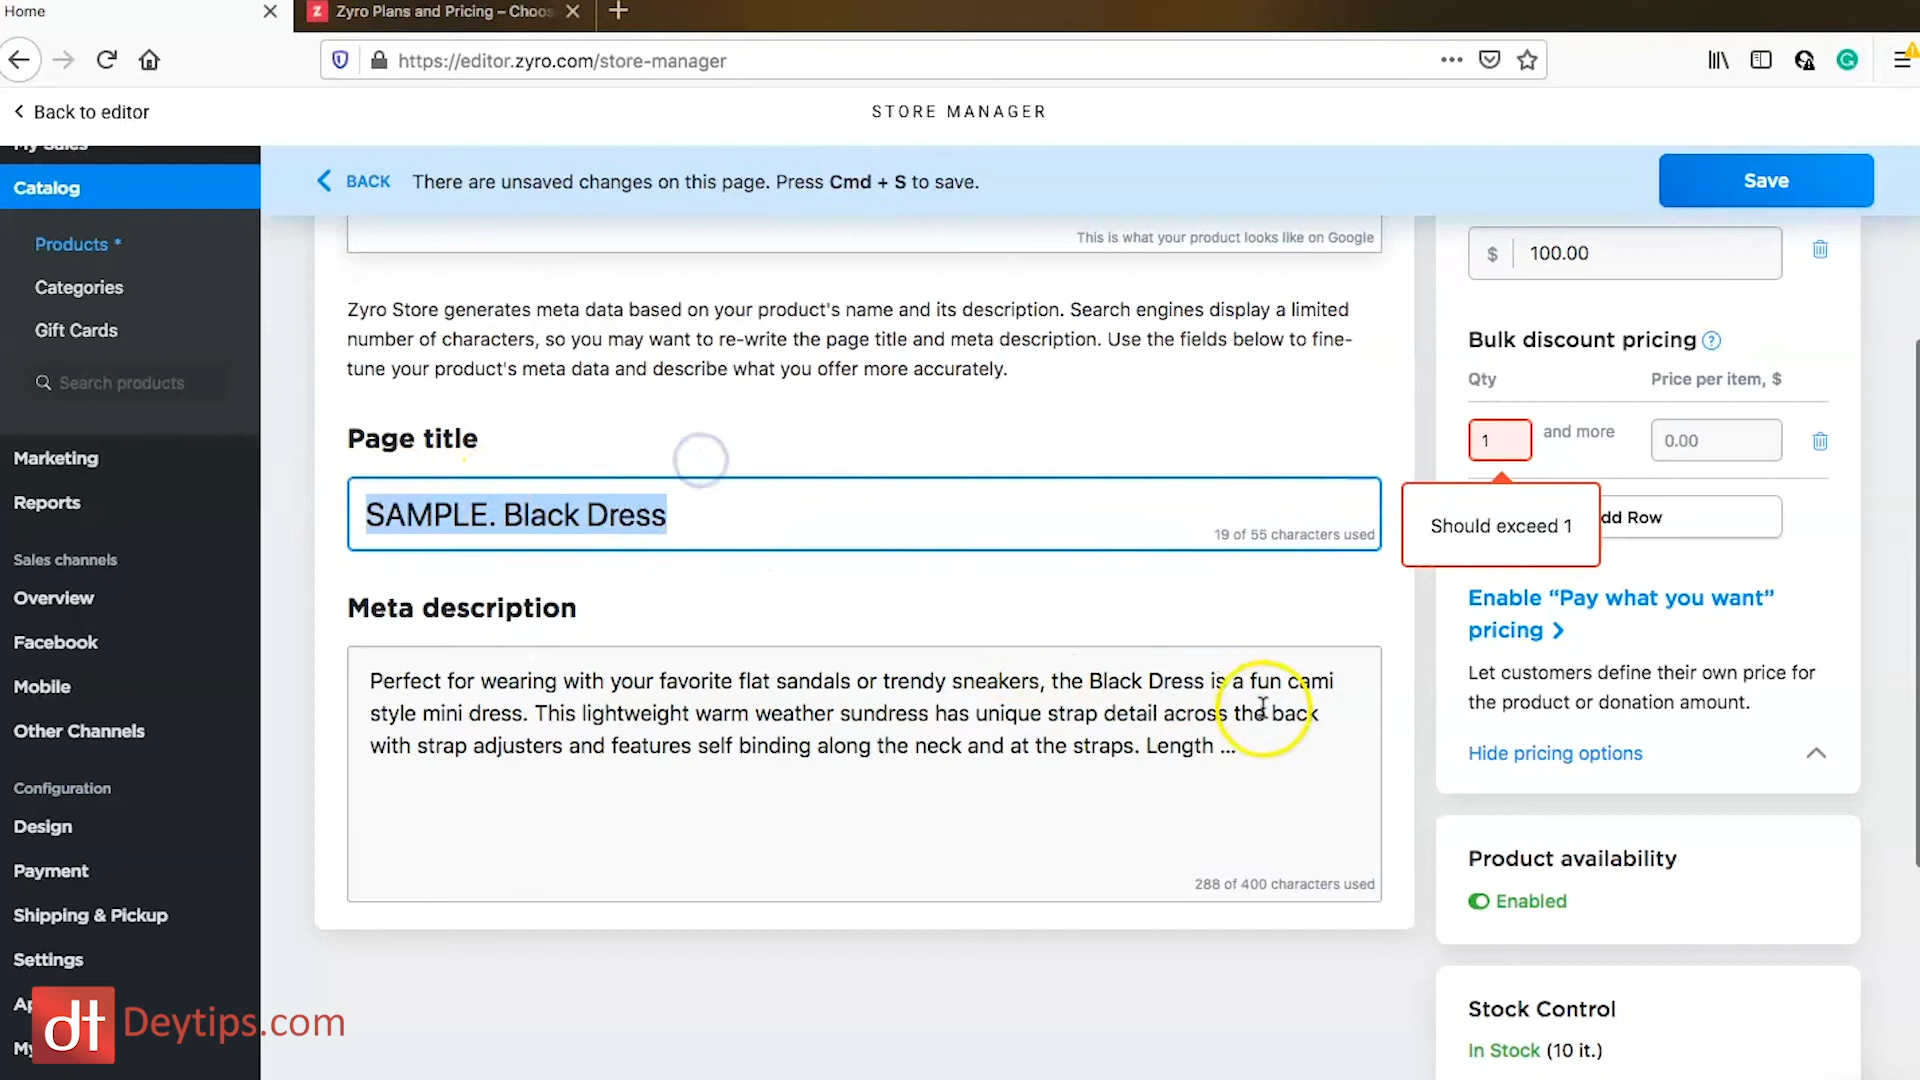 Home
Zyro Plans and Pricing – Choos
https://editor.zyro.com/store-manager
Back to editor
STORE MANAGER
My Sales
Catalog
BACK
There are unsaved changes on this page. Press Cmd + S to save.
Save
Products *
Categories
Gift Cards
Search products
Marketing
Reports
Sales channels
Overview
Facebook
Mobile
Other Channels
Configuration
Design
Payment
Shipping & Pickup
Settings
Ap
My
dt Deytips.com
This is what your product looks like on Google
Zyro Store generates meta data based on your product's name and its description. Search engines display a limited
number of characters, so you may want to re-write the page title and meta description. Use the fields below to fine-
tune your product's meta data and describe what you offer more accurately.
Page title
SAMPLE. Black Dress
19 of 55 characters used
Meta description
Perfect for wearing with your favorite flat sandals or trendy sneakers, the Black Dress is a fun cami
style mini dress. This lightweight warm weather sundress has unique strap detail across the back
with strap adjusters and features self binding along the neck and at the straps. Length ...
288 of 400 characters used
$ 100.00
Bulk discount pricing ?
Qty Price per item, $
1 and more 0.00
Should exceed 1
dd Row
Enable “Pay what you want”
pricing
Let customers define their own price for
the product or donation amount.
Hide pricing options
Product availability
Enabled
Stock Control
In Stock (10 it.)